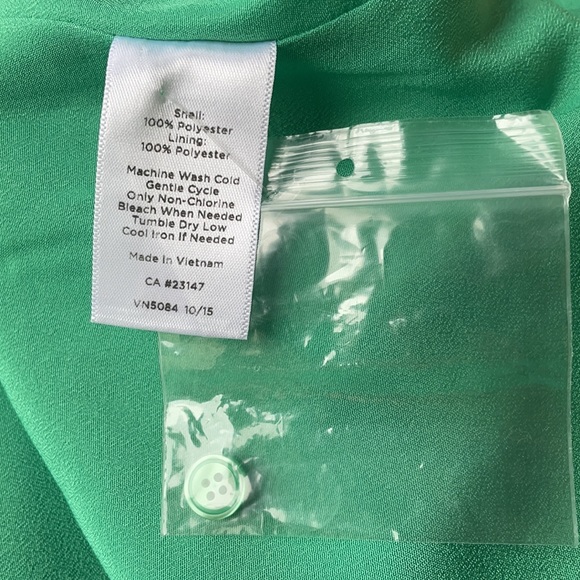 Shell:
100% Polyester
Lining:
100% Polyester
Machine Wash Cold
Gentle Cycle
Only Non-Chlorine
Bleach When Needed
Tumble Dry Low
Cool Iron If Needed
Made In Vietnam
CA #23147
VN5084 10/15